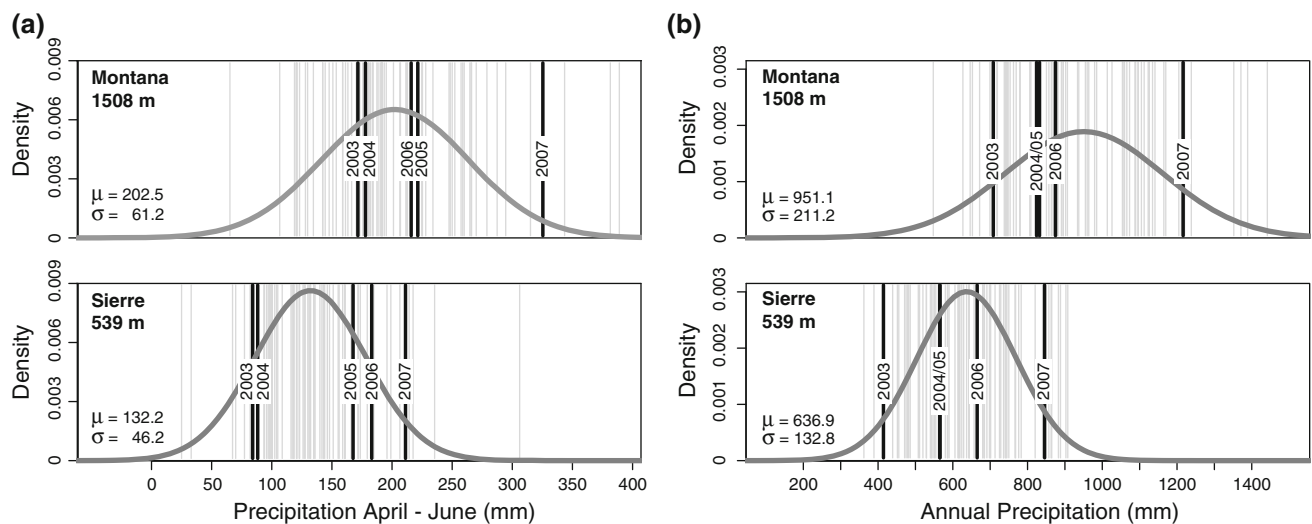 (a)
Density
0 0.003 0.006 0.009
Montana
1508 m
μ = 202.5
σ = 61.2
2003 2004 2006 2005 2007
Density
0 0.003 0.006 0.009
Sierre
539 m
μ = 132.2
σ = 46.2
2003 2004 2005 2006 2007
0 50 100 150 200 250 300 350 400
Precipitation April - June (mm)
(b)
Density
0 0.001 0.002 0.003
Montana
1508 m
μ = 951.1
σ = 211.2
2003 2004/05 2006 2007
Density
0 0.001 0.002 0.003
Sierre
539 m
μ = 636.9
σ = 132.8
2003 2004/05 2006 2007
200 400 600 800 1000 1200 1400
Annual Precipitation (mm)